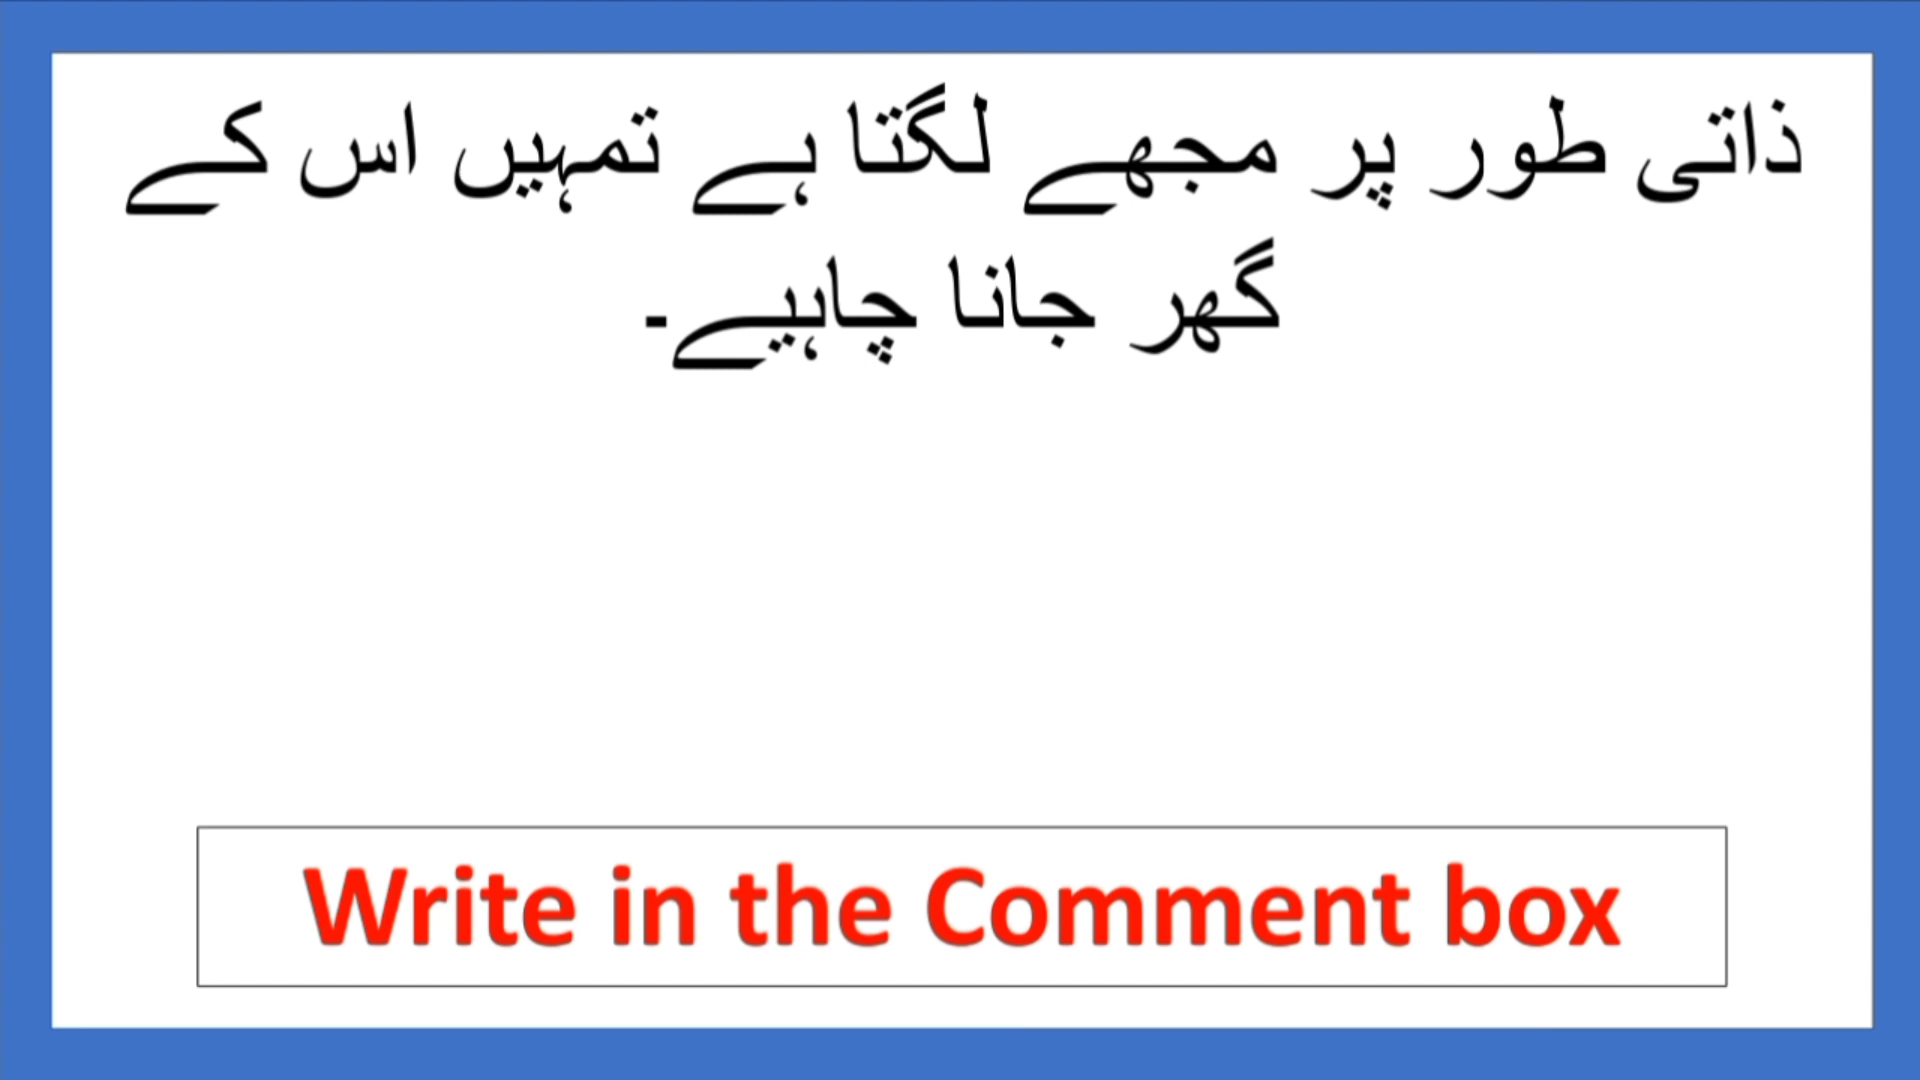 ذاتی طور پر مجھے لگتا ہے تمہیں اس کے
گھر جانا چاہیے۔
Write in the Comment box